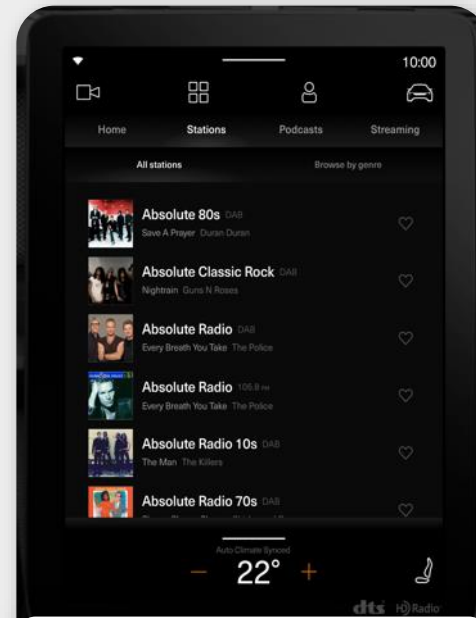 10:00
Home Stations Podcasts Streaming
All stations Browse by genre
Absolute 80s DAB
Save A Prayer Duran Duran
Absolute Classic Rock DAB
Nightrain Guns N Roses
Absolute Radio DAB
Every Breath You Take The Police
Absolute Radio 105.8 FM
Every Breath You Take The Police
Absolute Radio 10s DAB
The Man The Killers
Absolute Radio 70s DAB
Auto Climate Synced
− 22° +
dts HD Radio